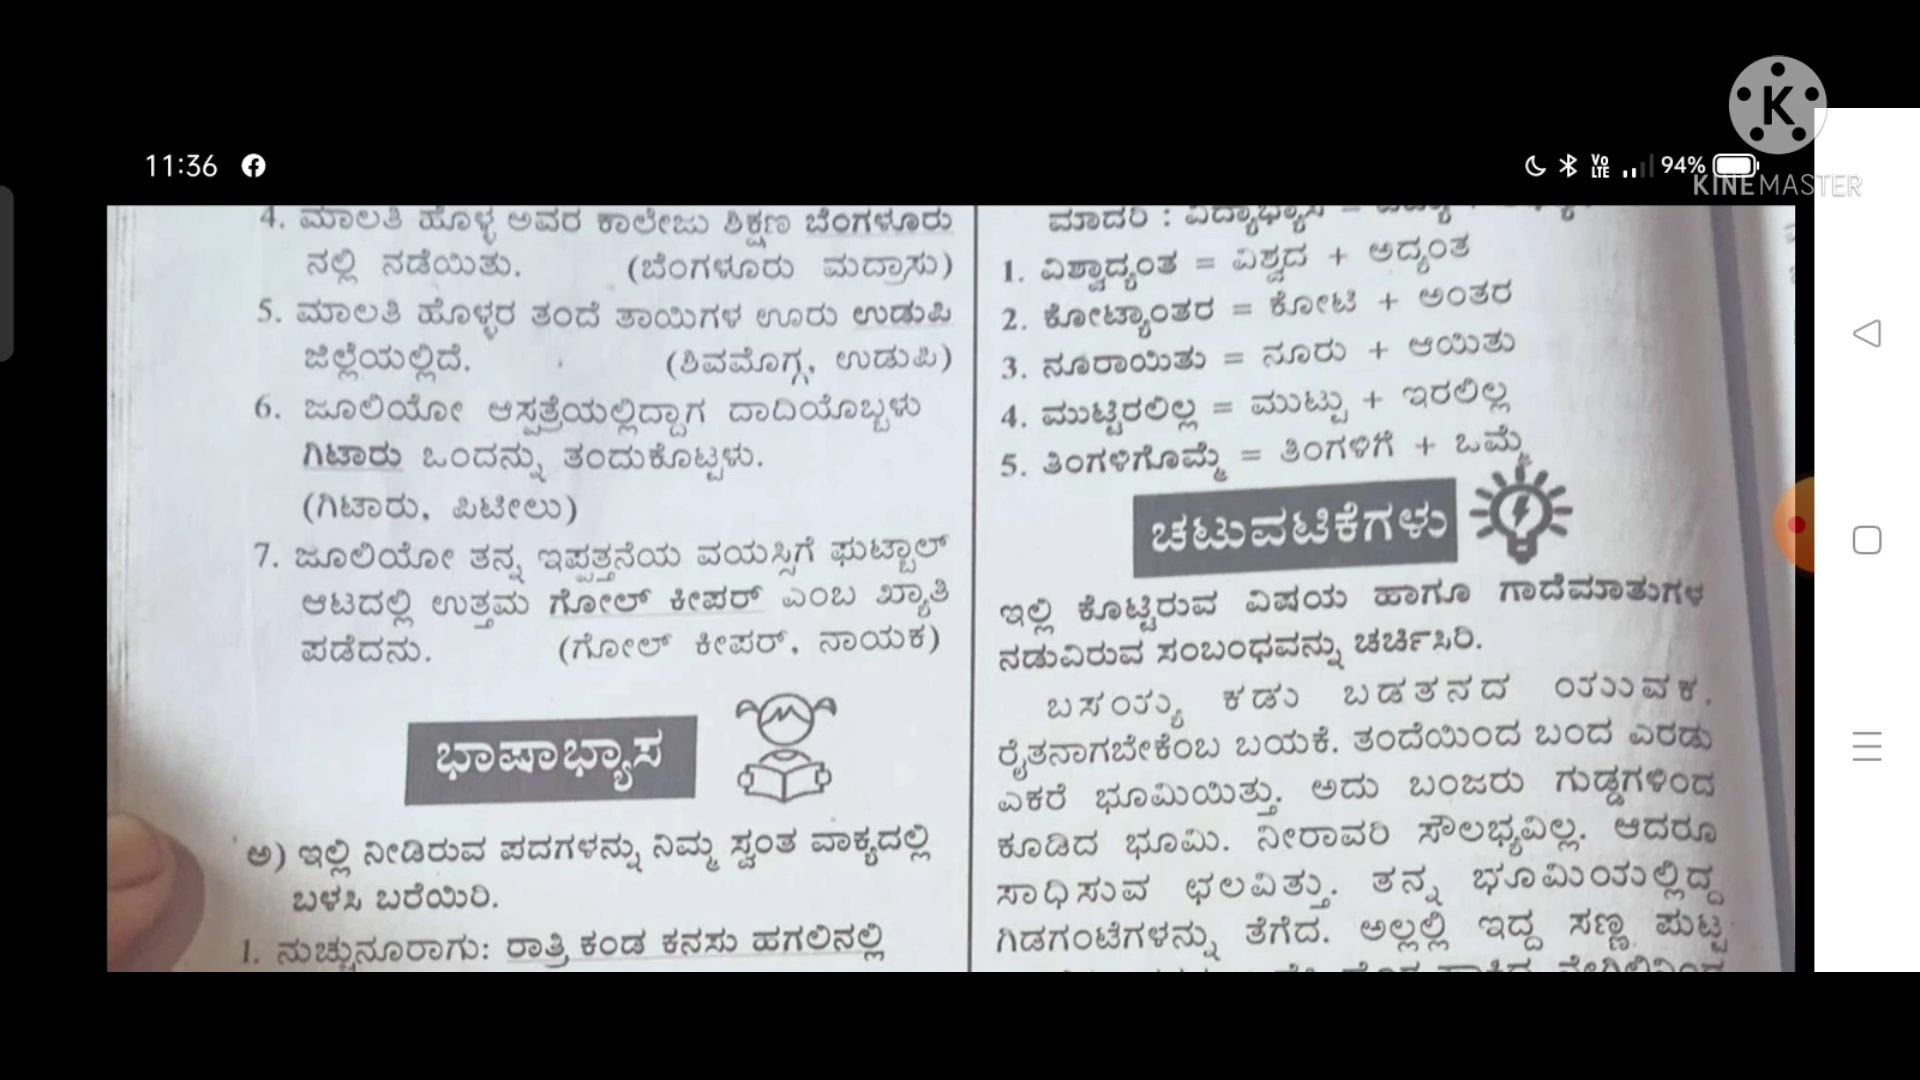 11:36
Vo LTE 94%
K
KINEMASTER
4. ಮಾಲತಿ ಹೊಳ್ಳ ಅವರ ಕಾಲೇಜು ಶಿಕ್ಷಣ ಬೆಂಗಳೂರು
ನಲ್ಲಿ ನಡೆಯಿತು. (ಬೆಂಗಳೂರು ಮದ್ರಾಸು)
5. ಮಾಲತಿ ಹೊಳ್ಳರ ತಂದೆ ತಾಯಿಗಳ ಊರು ಉಡುಪಿ
ಜಿಲ್ಲೆಯಲ್ಲಿದೆ. (ಶಿವಮೊಗ್ಗ, ಉಡುಪಿ)
6. ಜೂಲಿಯೋ ಆಸ್ಪತ್ರೆಯಲ್ಲಿದ್ದಾಗ ದಾದಿಯೊಬ್ಬಳು
ಗಿಟಾರು ಒಂದನ್ನು ತಂದುಕೊಟ್ಟಳು.
(ಗಿಟಾರು, ಪಿಟೀಲು)
7. ಜೂಲಿಯೋ ತನ್ನ ಇಪ್ಪತ್ತನೆಯ ವಯಸ್ಸಿಗೆ ಫುಟ್ಬಾಲ್
ಆಟದಲ್ಲಿ ಉತ್ತಮ ಗೋಲ್ ಕೀಪರ್ ಎಂಬ ಖ್ಯಾತಿ
ಪಡೆದನು. (ಗೋಲ್ ಕೀಪರ್, ನಾಯಕ)
ಭಾಷಾಭ್ಯಾಸ
ಅ) ಇಲ್ಲಿ ನೀಡಿರುವ ಪದಗಳನ್ನು ನಿಮ್ಮ ಸ್ವಂತ ವಾಕ್ಯದಲ್ಲಿ
ಬಳಸಿ ಬರೆಯಿರಿ.
1. ನುಚ್ಚುನೂರಾಗು: ರಾತ್ರಿ ಕಂಡ ಕನಸು ಹಗಲಿನಲ್ಲಿ
ಮಾದರಿ : ವಿದ್ಯಾಭ್ಯಾಸ =
1. ವಿಶ್ವಾದ್ಯಂತ = ವಿಶ್ವದ + ಅದ್ಯಂತ
2. ಕೋಟ್ಯಾಂತರ = ಕೋಟಿ + ಅಂತರ
3. ನೂರಾಯಿತು = ನೂರು + ಆಯಿತು
4. ಮುಟ್ಟಿರಲಿಲ್ಲ = ಮುಟ್ಟು + ಇರಲಿಲ್ಲ
5. ತಿಂಗಳಿಗೊಮ್ಮೆ = ತಿಂಗಳಿಗೆ + ಒಮ್ಮೆ
ಚಟುವಟಿಕೆಗಳು
ಇಲ್ಲಿ ಕೊಟ್ಟಿರುವ ವಿಷಯ ಹಾಗೂ ಗಾದೆಮಾತುಗಳ
ನಡುವಿರುವ ಸಂಬಂಧವನ್ನು ಚರ್ಚಿಸಿರಿ.
ಬಸಯ್ಯ ಕಡು ಬಡತನದ ಯುವಕ.
ರೈತನಾಗಬೇಕೆಂಬ ಬಯಕೆ. ತಂದೆಯಿಂದ ಬಂದ ಎರಡು
ಎಕರೆ ಭೂಮಿಯಿತ್ತು. ಅದು ಬಂಜರು ಗುಡ್ಡಗಳಿಂದ
ಕೂಡಿದ ಭೂಮಿ. ನೀರಾವರಿ ಸೌಲಭ್ಯವಿಲ್ಲ. ಆದರೂ
ಸಾಧಿಸುವ ಛಲವಿತ್ತು. ತನ್ನ ಭೂಮಿಯಲ್ಲಿದ್ದ
ಗಿಡಗಂಟೆಗಳನ್ನು ತೆಗೆದ. ಅಲ್ಲಲ್ಲಿ ಇದ್ದ ಸಣ್ಣ ಪುಟ್ಟ